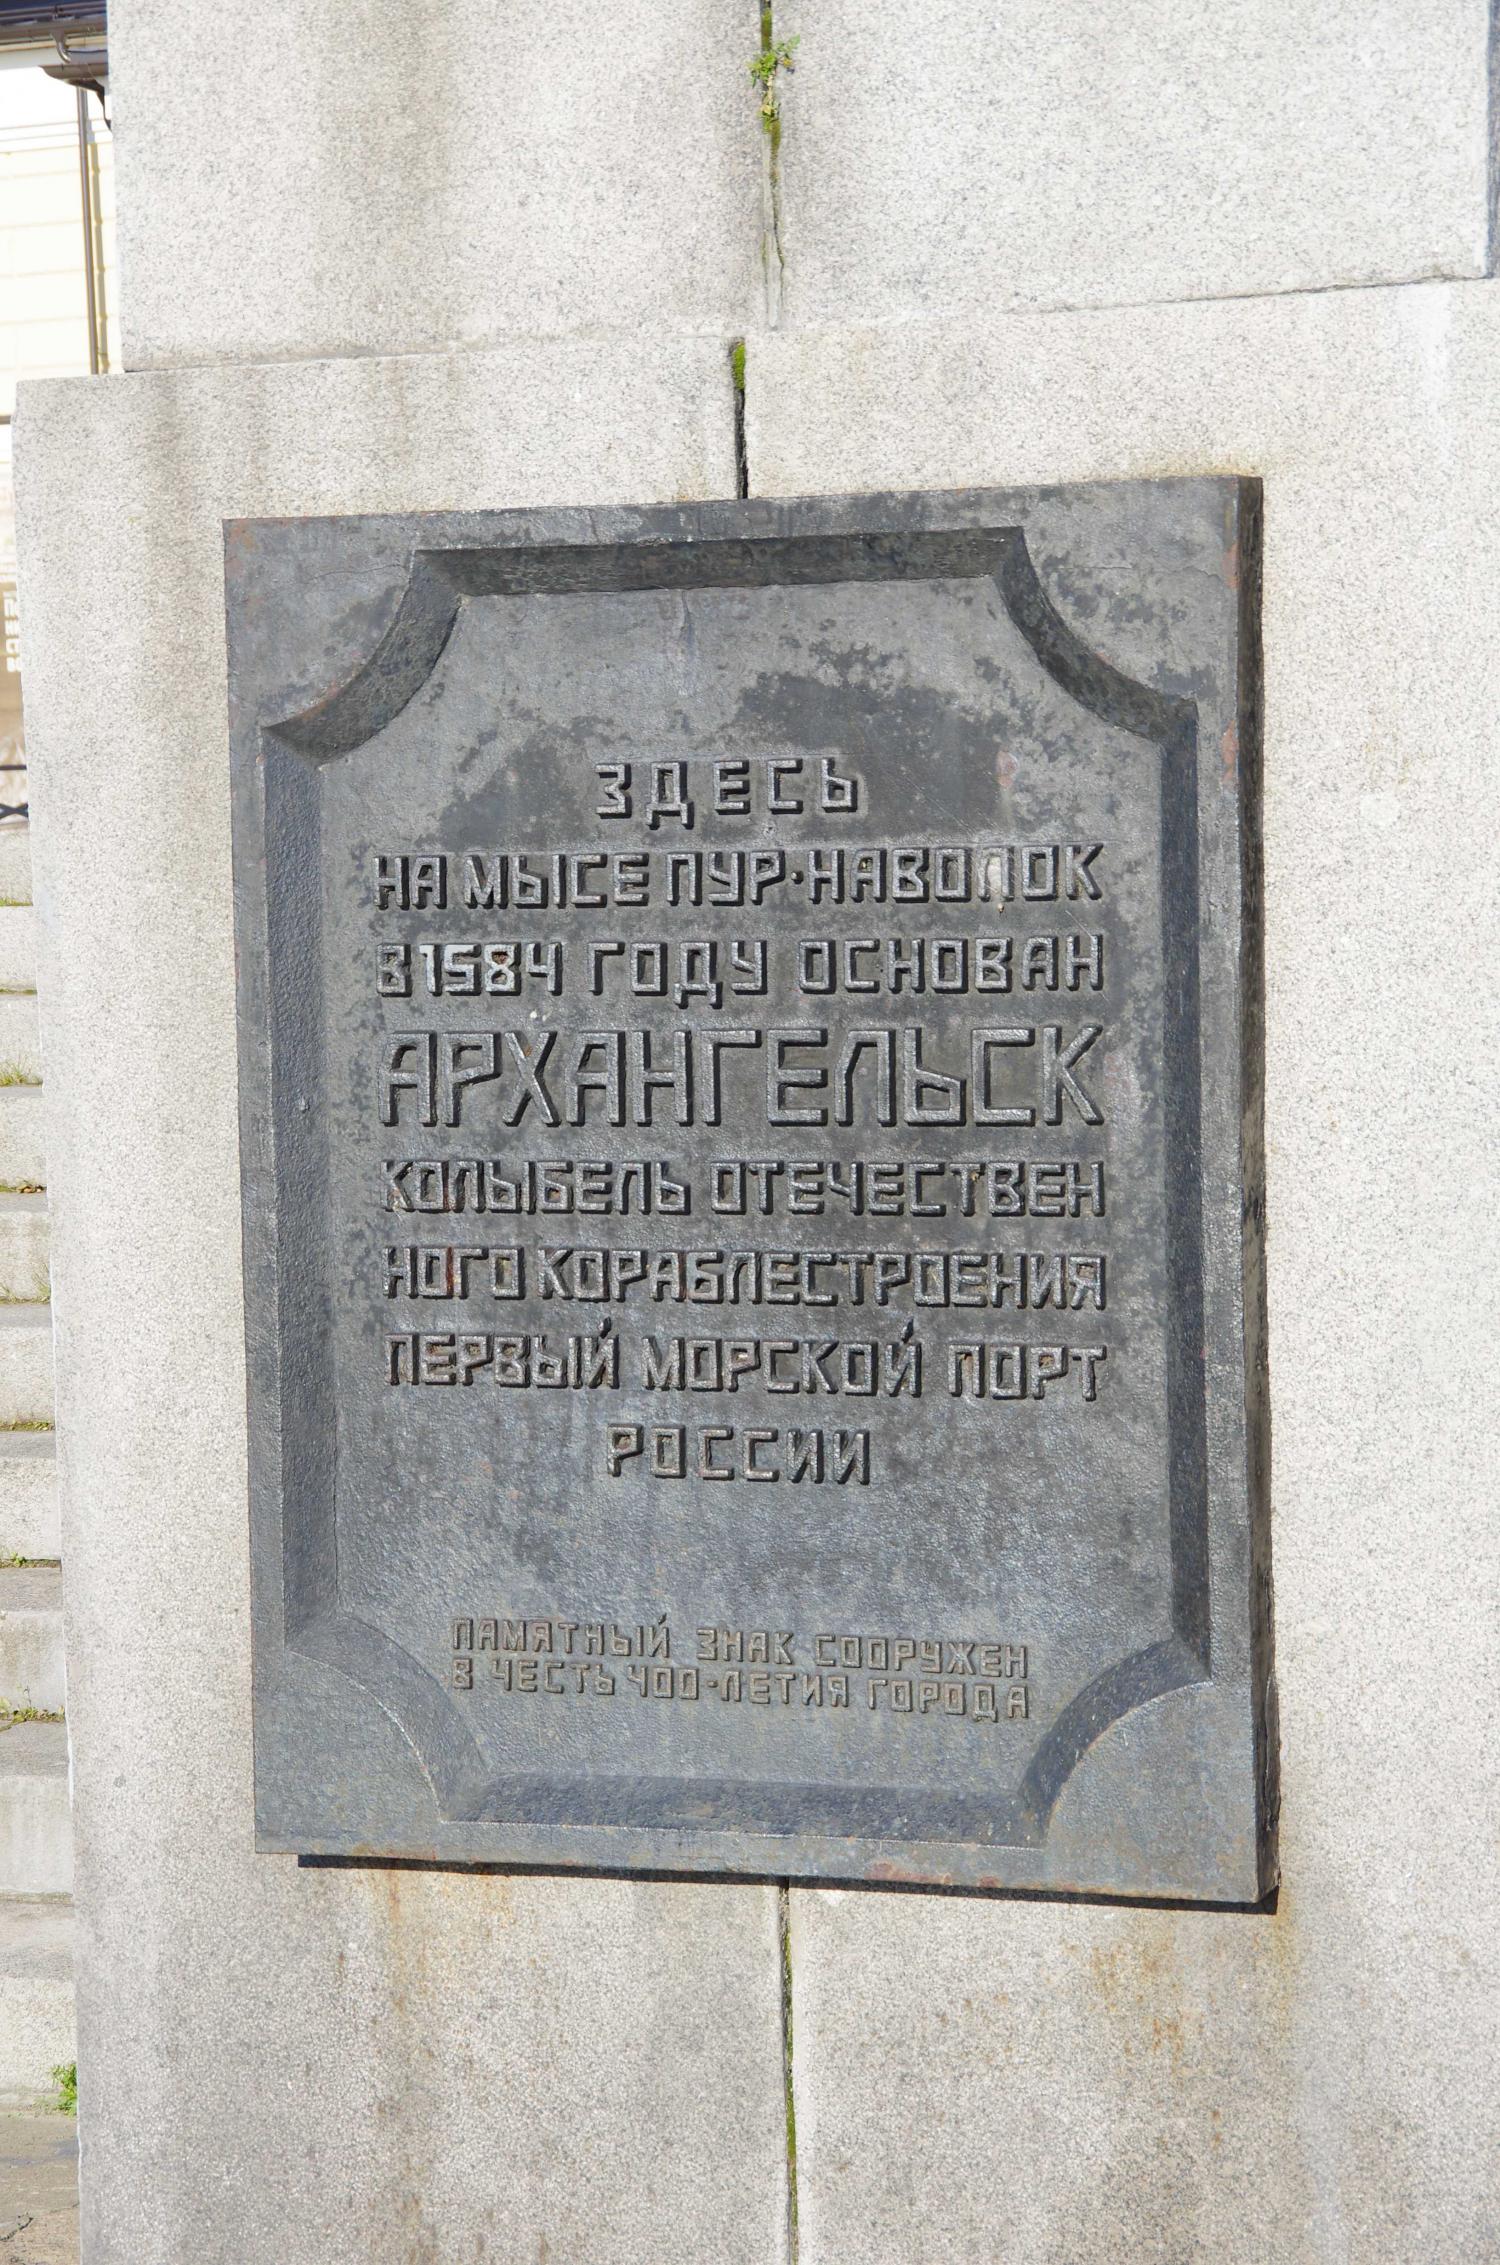 ЗДЕСЬ
НА МЫСЕ ПУР·НАВОЛОК
В 1584 ГОДУ ОСНОВАН
АРХАНГЕЛЬСК
КОЛЫБЕЛЬ ОТЕЧЕСТВЕН
НОГО КОРАБЛЕСТРОЕНИЯ
ПЕРВЫЙ МОРСКОЙ ПОРТ
РОССИИ
ПАМЯТНЫЙ ЗНАК СООРУЖЕН
В ЧЕСТЬ 400-ЛЕТИЯ ГОРОДА